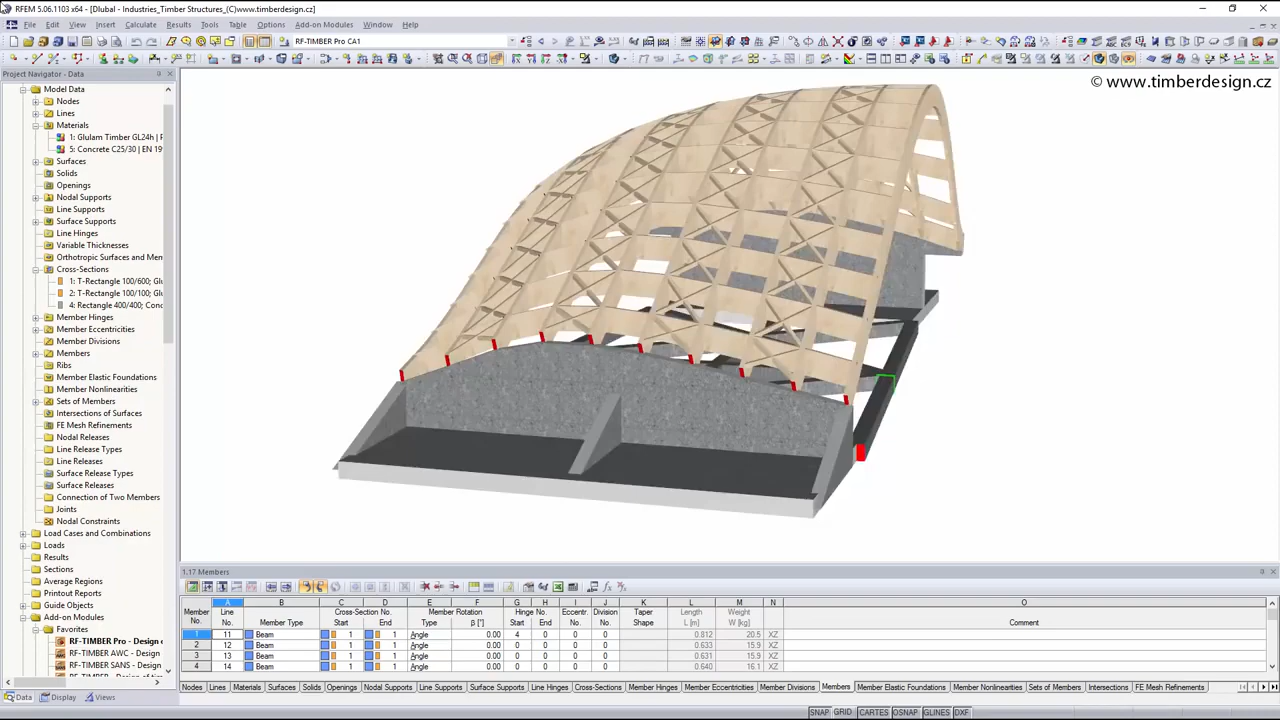 RFEM 5.06.1103 x64 - [Dlubal - Industries_Timber Structures_(C)www.timberdesign.cz]
File Edit View Insert Calculate Results Tools Table Options Add-on Modules Window Help
RF-TIMBER Pro CA1
Project Navigator - Data
© www.timberdesign.cz
Model Data
Nodes
Lines
Materials
1: Glulam Timber GL24h |
5: Concrete C25/30 | EN 19
Surfaces
Solids
Openings
Nodal Supports
Line Supports
Surface Supports
Line Hinges
Variable Thicknesses
Orthotropic Surfaces and Mem
Cross-Sections
1: T-Rectangle 100/600; Glu
2: T-Rectangle 100/100; Glu
4: Rectangle 400/400; Conc
Member Hinges
Member Eccentricities
Member Divisions
Members
Ribs
Member Elastic Foundations
Member Nonlinearities
Sets of Members
Intersections of Surfaces
FE Mesh Refinements
Nodal Releases
Line Release Types
Line Releases
Surface Release Types
Surface Releases
Connection of Two Members
Joints
Nodal Constraints
Load Cases and Combinations
Loads
Results
Sections
Average Regions
Printout Reports
Guide Objects
Add-on Modules
Favorites
RF-TIMBER Pro - Design o
RF-TIMBER AWC - Design
RF-TIMBER SANS - Design
Data Display Views
1.17 Members
A B C D E F G H I J K L M N O
Member Line Cross-Section No. Member Rotation Hinge No. Eccentr. Division Taper Length Weight
No. No. Member Type Start End Type β [°] Start End No. No. Shape L [m] W [kg] Comment
1 11 Beam 1 1 Angle 0.00 4 0 0 0 0.812 20.5 XZ
2 12 Beam 1 1 Angle 0.00 0 0 0 0 0.633 15.9 XZ
3 13 Beam 1 1 Angle 0.00 0 0 0 0 0.631 15.9 XZ
4 14 Beam 1 1 Angle 0.00 0 0 0 0 0.640 16.1 XZ
Nodes Lines Materials Surfaces Solids Openings Nodal Supports Line Supports Surface Supports Line Hinges Cross-Sections Member Hinges Member Eccentricities Member Divisions Members Member Elastic Foundations Member Nonlinearities Sets of Members Intersections FE Mesh Refinements
SNAP GRID CARTES OSNAP GLINES DXF